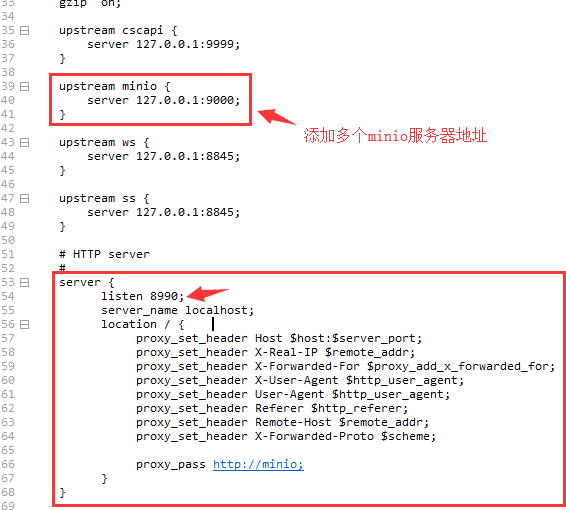 33 gzip on;
34
35 upstream cscapi {
36 server 127.0.0.1:9999;
37 }
38
39 upstream minio {
40 server 127.0.0.1:9000;
41 }
42
添加多个minio服务器地址
43 upstream ws {
44 server 127.0.0.1:8845;
45 }
46
47 upstream ss {
48 server 127.0.0.1:8845;
49 }
50
51 # HTTP server
52 #
53 server {
54 listen 8990;
55 server_name localhost;
56 location / {
57 proxy_set_header Host $host:$server_port;
58 proxy_set_header X-Real-IP $remote_addr;
59 proxy_set_header X-Forwarded-For $proxy_add_x_forwarded_for;
60 proxy_set_header X-User-Agent $http_user_agent;
61 proxy_set_header User-Agent $http_user_agent;
62 proxy_set_header Referer $http_referer;
63 proxy_set_header Remote-Host $remote_addr;
64 proxy_set_header X-Forwarded-Proto $scheme;
65
66 proxy_pass http://minio;
67 }
68 }
69